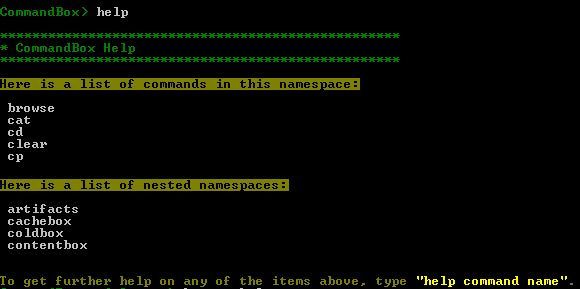 CommandBox> help
**************************************************
* CommandBox Help
**************************************************
Here is a list of commands in this namespace:
browse
cat
cd
clear
cp
Here is a list of nested namespaces:
artifacts
cachebox
coldbox
contentbox
To get further help on any of the items above, type "help command name".